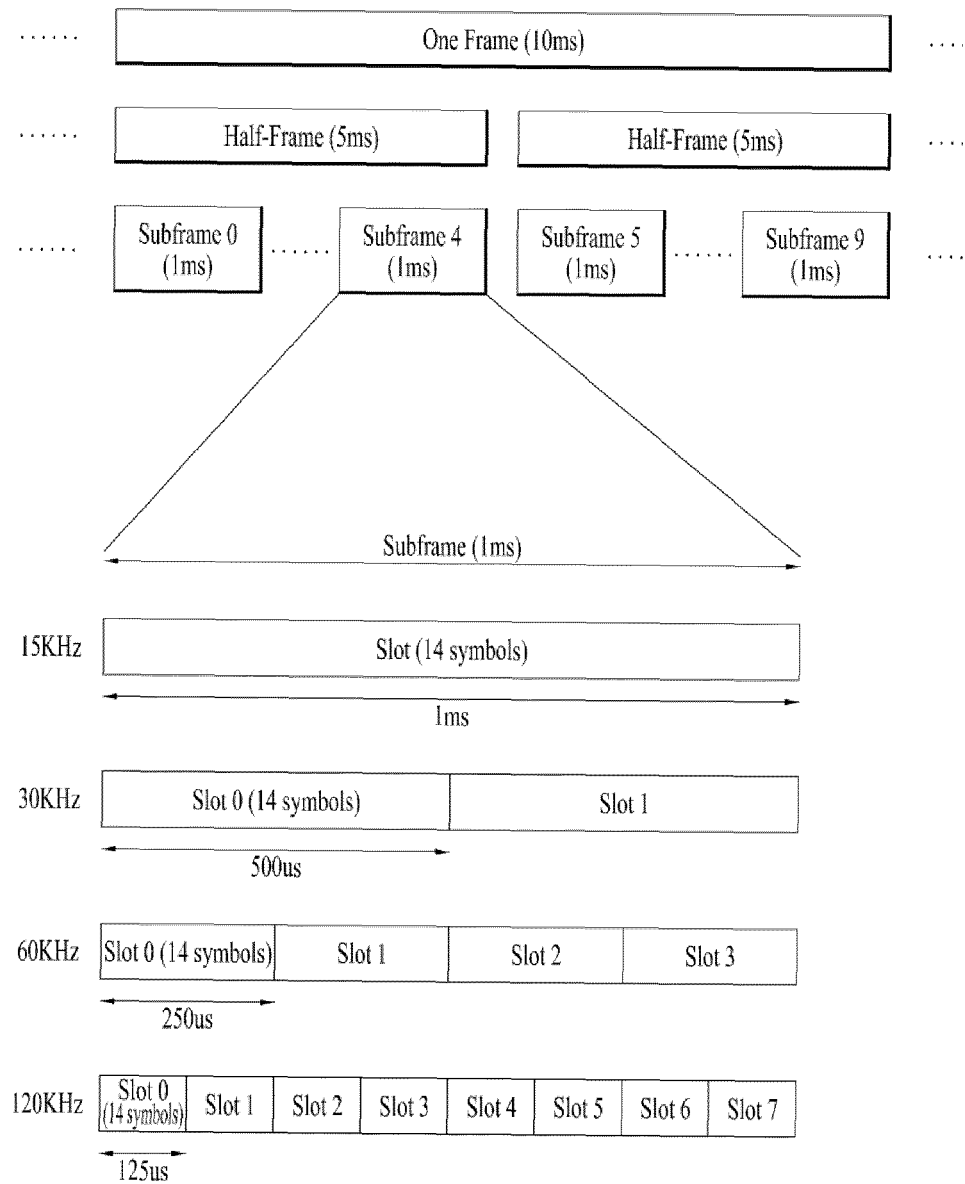 ...... One Frame (10ms) ....
...... Half-Frame (5ms) Half-Frame (5ms) ....
...... Subframe 0 ...... Subframe 4 Subframe 5 ...... Subframe 9 ....
(1ms) (1ms) (1ms) (1ms)
Subframe (1ms)
15KHz Slot (14 symbols)
1ms
30KHz Slot 0 (14 symbols) Slot 1
500us
60KHz Slot 0 (14 symbols) Slot 1 Slot 2 Slot 3
250us
120KHz Slot 0 (14 symbols) Slot 1 Slot 2 Slot 3 Slot 4 Slot 5 Slot 6 Slot 7
125us